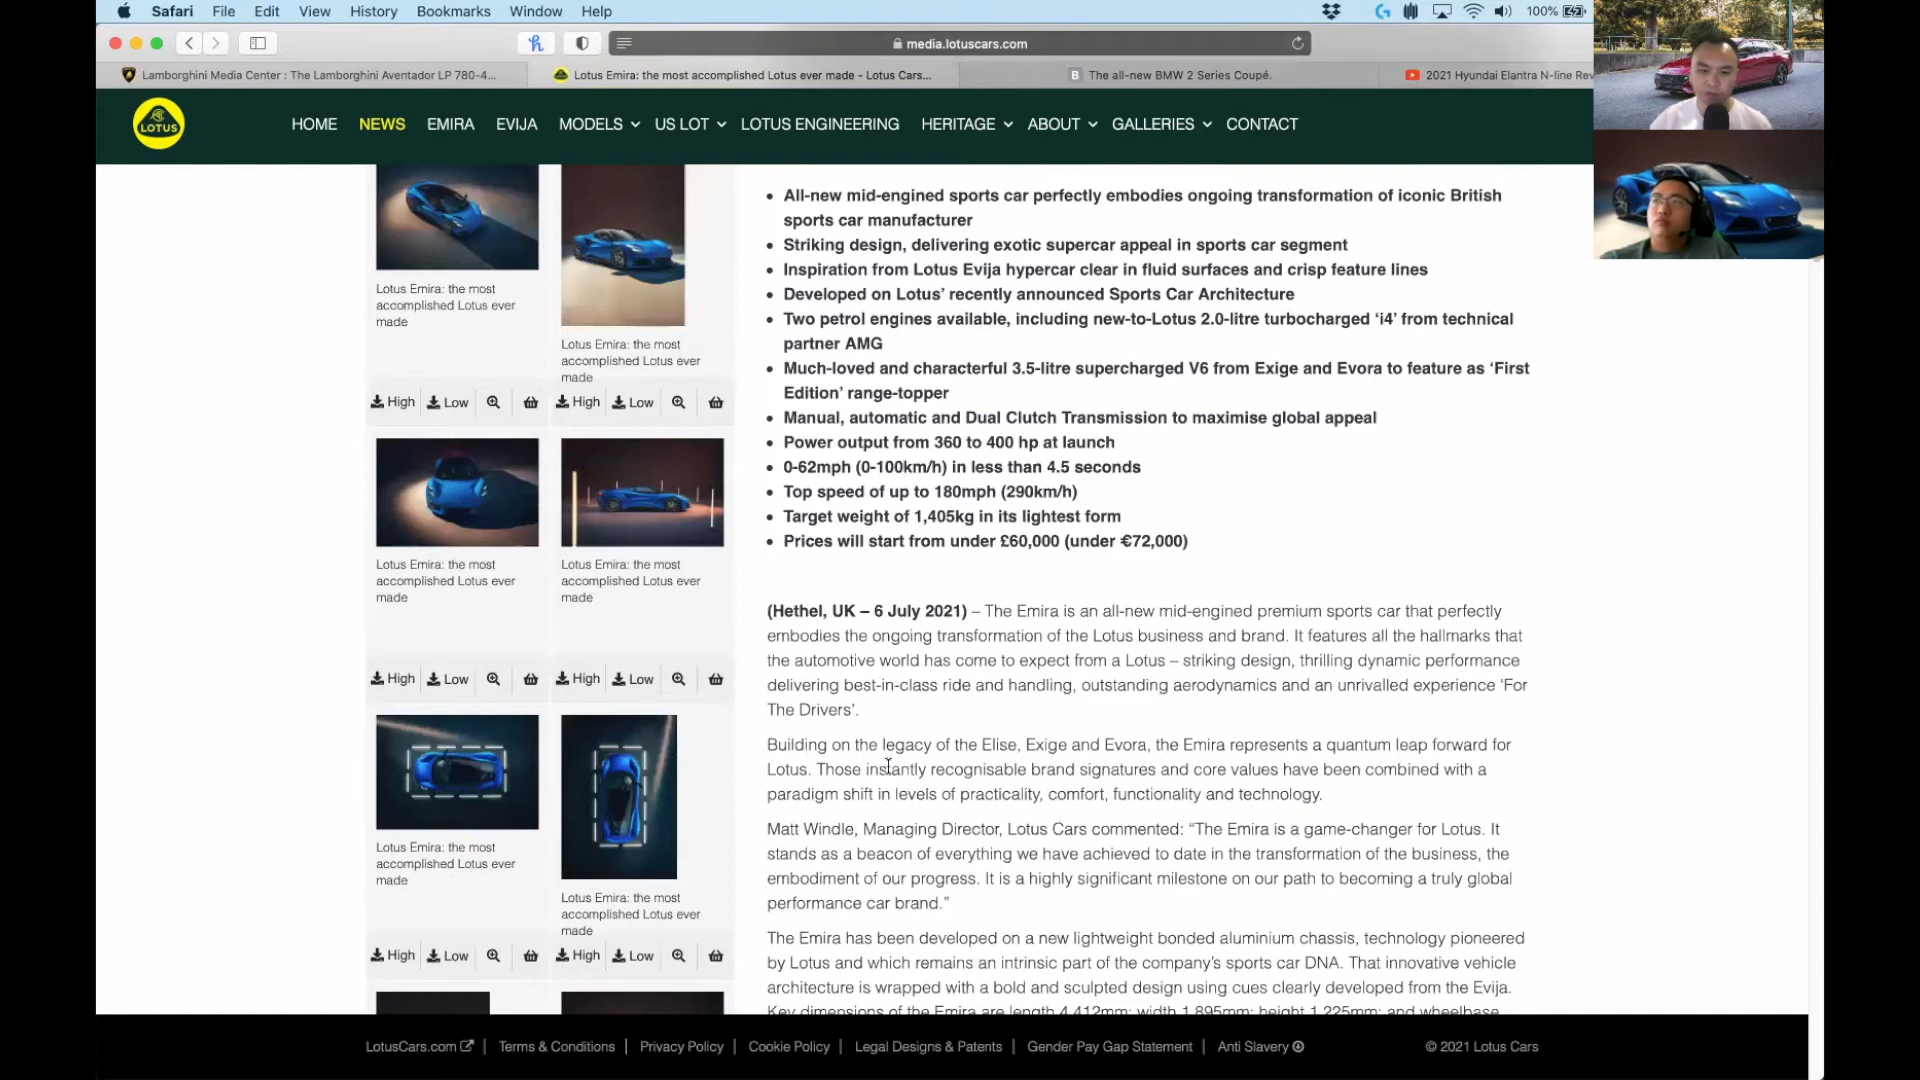 Safari File Edit View History Bookmarks Window Help 100%
media.lotuscars.com
Lamborghini Media Center : The Lamborghini Aventador LP 780-4...
Lotus Emira: the most accomplished Lotus ever made - Lotus Cars...
B The all-new BMW 2 Series Coupé.
2021 Hyundai Elantra N-line Rev
LOTUS
HOME NEWS EMIRA EVIJA MODELS US LOT LOTUS ENGINEERING HERITAGE ABOUT GALLERIES CONTACT
Lotus Emira: the most
accomplished Lotus ever
made
High Low
Lotus Emira: the most
accomplished Lotus ever
made
High Low
Lotus Emira: the most
accomplished Lotus ever
made
High Low
Lotus Emira: the most
accomplished Lotus ever
made
High Low
Lotus Emira: the most
accomplished Lotus ever
made
High Low
Lotus Emira: the most
accomplished Lotus ever
made
High Low
• All-new mid-engined sports car perfectly embodies ongoing transformation of iconic British
sports car manufacturer
• Striking design, delivering exotic supercar appeal in sports car segment
• Inspiration from Lotus Evija hypercar clear in fluid surfaces and crisp feature lines
• Developed on Lotus’ recently announced Sports Car Architecture
• Two petrol engines available, including new-to-Lotus 2.0-litre turbocharged ‘i4’ from technical
partner AMG
• Much-loved and characterful 3.5-litre supercharged V6 from Exige and Evora to feature as ‘First
Edition’ range-topper
• Manual, automatic and Dual Clutch Transmission to maximise global appeal
• Power output from 360 to 400 hp at launch
• 0-62mph (0-100km/h) in less than 4.5 seconds
• Top speed of up to 180mph (290km/h)
• Target weight of 1,405kg in its lightest form
• Prices will start from under £60,000 (under €72,000)
(Hethel, UK – 6 July 2021) – The Emira is an all-new mid-engined premium sports car that perfectly
embodies the ongoing transformation of the Lotus business and brand. It features all the hallmarks that
the automotive world has come to expect from a Lotus – striking design, thrilling dynamic performance
delivering best-in-class ride and handling, outstanding aerodynamics and an unrivalled experience ‘For
The Drivers’.
Building on the legacy of the Elise, Exige and Evora, the Emira represents a quantum leap forward for
Lotus. Those instantly recognisable brand signatures and core values have been combined with a
paradigm shift in levels of practicality, comfort, functionality and technology.
Matt Windle, Managing Director, Lotus Cars commented: “The Emira is a game-changer for Lotus. It
stands as a beacon of everything we have achieved to date in the transformation of the business, the
embodiment of our progress. It is a highly significant milestone on our path to becoming a truly global
performance car brand.”
The Emira has been developed on a new lightweight bonded aluminium chassis, technology pioneered
by Lotus and which remains an intrinsic part of the company’s sports car DNA. That innovative vehicle
architecture is wrapped with a bold and sculpted design using cues clearly developed from the Evija.
Key dimensions of the Emira are length 4,412mm; width 1,895mm; height 1,225mm; and wheelbase
LotusCars.com | Terms & Conditions | Privacy Policy | Cookie Policy | Legal Designs & Patents | Gender Pay Gap Statement | Anti Slavery © 2021 Lotus Cars